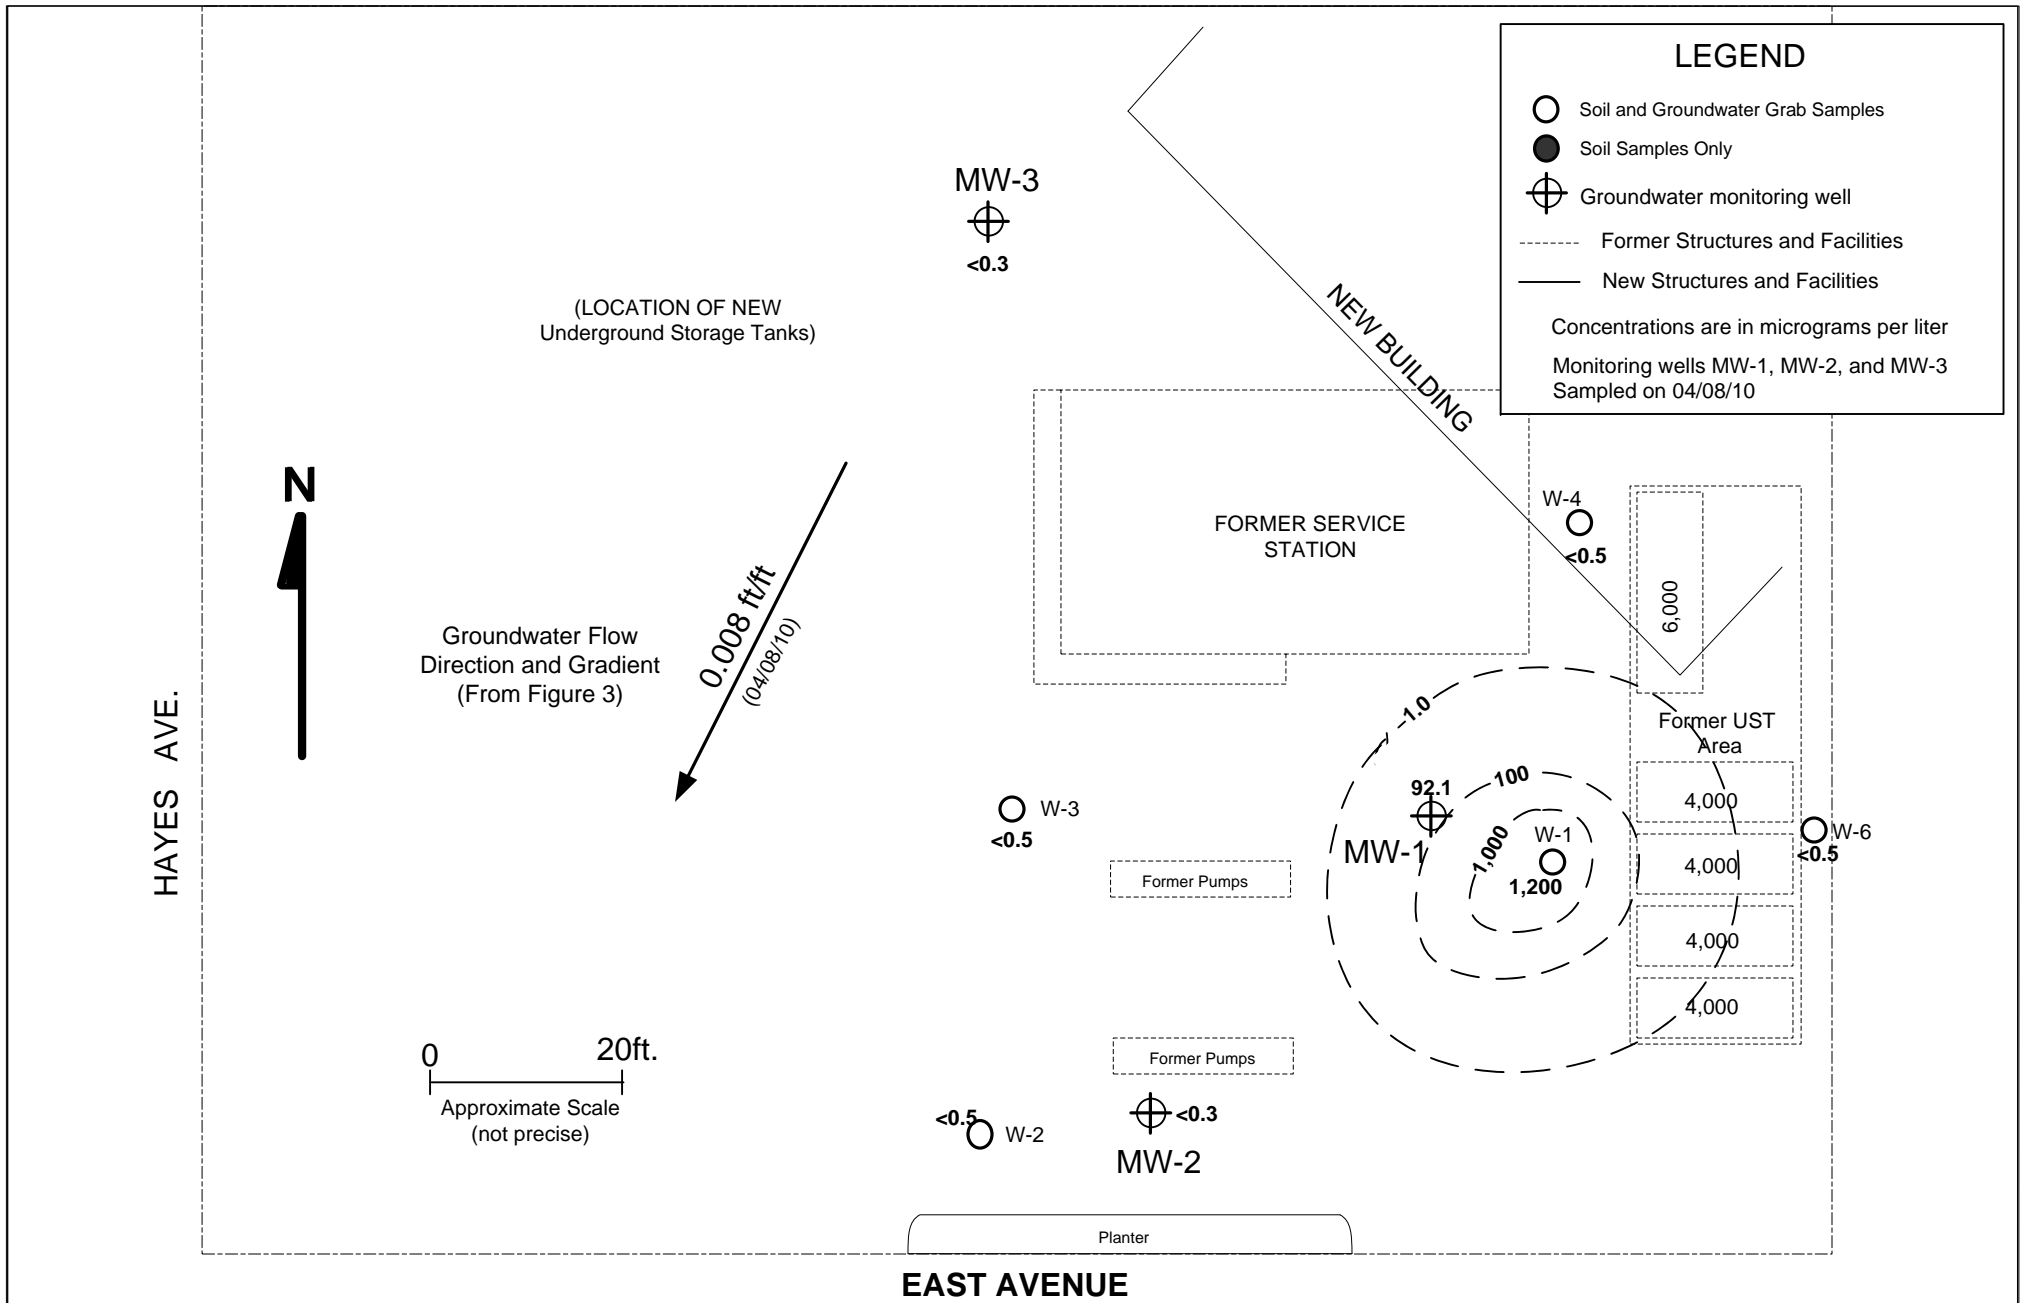 LEGEND
Soil and Groundwater Grab Samples
Soil Samples Only
Groundwater monitoring well
Former Structures and Facilities
New Structures and Facilities
Concentrations are in micrograms per liter
Monitoring wells MW-1, MW-2, and MW-3
Sampled on 04/08/10
MW-3
<0.3
(LOCATION OF NEW
Underground Storage Tanks)
NEW BUILDING
N
FORMER SERVICE
STATION
W-4
<0.5
6,000
0.008 ft/ft
(04/08/10)
Groundwater Flow
Direction and Gradient
(From Figure 3)
HAYES AVE.
1.0
Former UST
Area
92.1
100
MW-1
1,000
W-1
1,200
4,000
4,000
4,000
4,000
W-6
<0.5
W-3
<0.5
Former Pumps
Former Pumps
0
20ft.
Approximate Scale
(not precise)
<0.5
W-2
<0.3
MW-2
Planter
EAST AVENUE